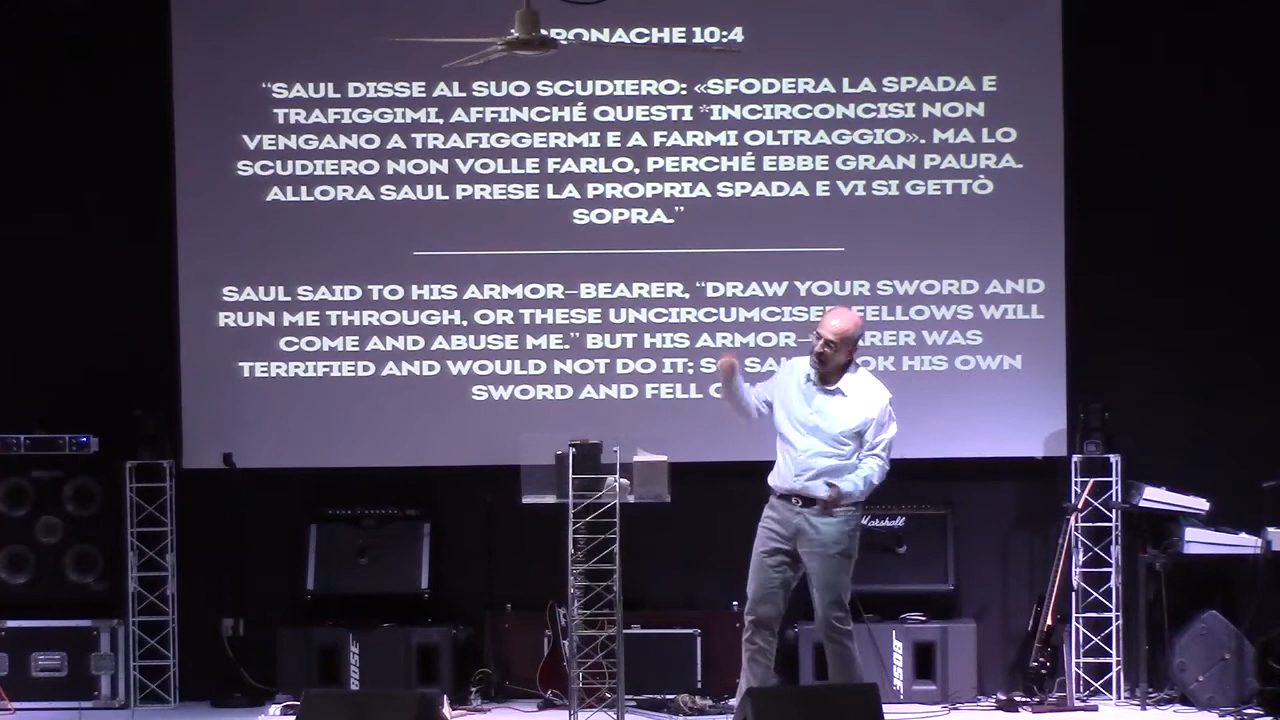 CRONACHE 10:4
“SAUL DISSE AL SUO SCUDIERO: «SFODERA LA SPADA E
TRAFIGGIMI, AFFINCHÉ QUESTI *INCIRCONCISI NON
VENGANO A TRAFIGGERMI E A FARMI OLTRAGGIO». MA LO
SCUDIERO NON VOLLE FARLO, PERCHÉ EBBE GRAN PAURA.
ALLORA SAUL PRESE LA PROPRIA SPADA E VI SI GETTÒ
SOPRA.”
SAUL SAID TO HIS ARMOR-BEARER, “DRAW YOUR SWORD AND
RUN ME THROUGH, OR THESE UNCIRCUMCISED FELLOWS WILL
COME AND ABUSE ME.” BUT HIS ARMOR-BEARER WAS
TERRIFIED AND WOULD NOT DO IT; SO SAUL TOOK HIS OWN
SWORD AND FELL
Marshall
BOSE
BOSE